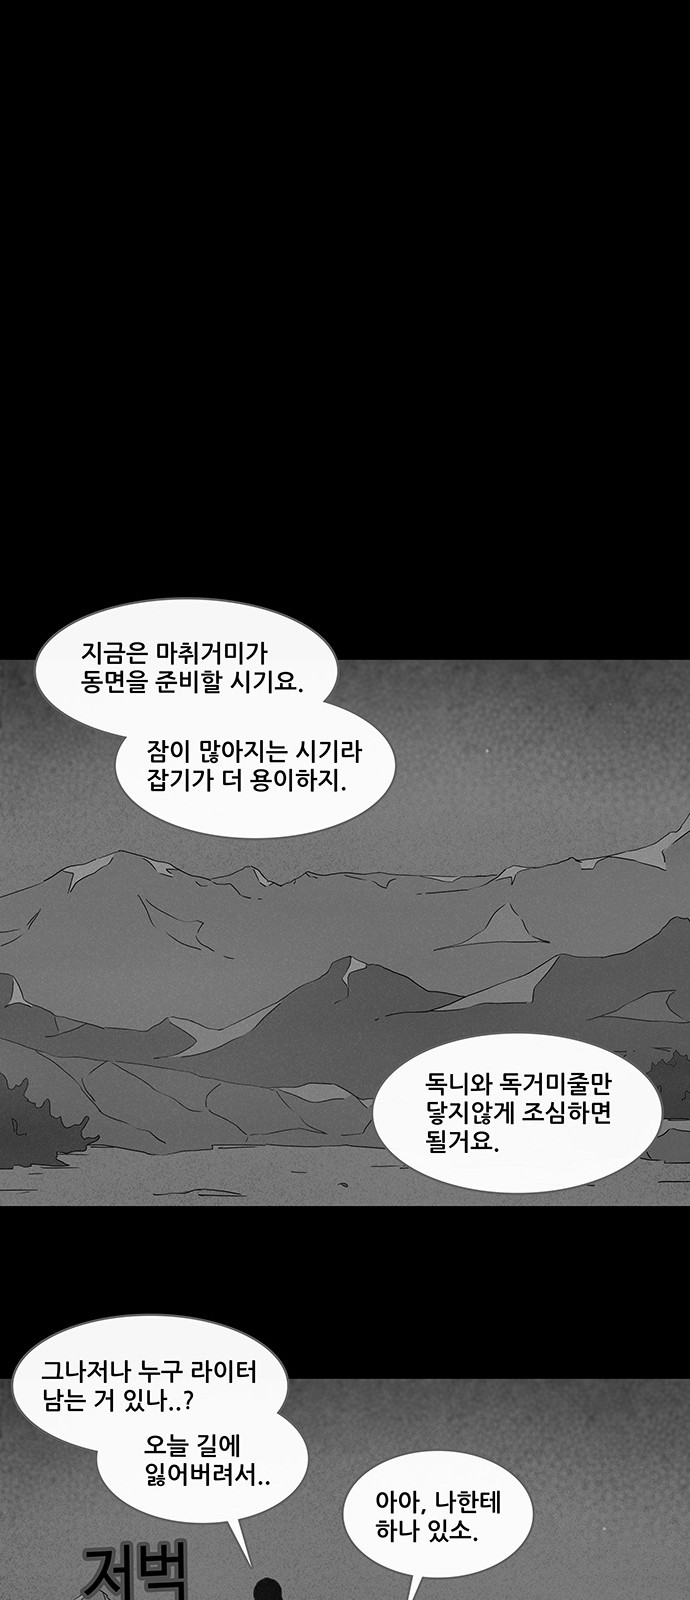 지금은 마취거미가
동면을 준비할 시기요.
잠이 많아지는 시기라
잡기가 더 용이하지.
독니와 독거미줄만
닿지않게 조심하면
될거요.
그나저나 누구 라이터
남는 거 있나..?
오늘 길에
잃어버려서..
아아, 나한테
하나 있소.
저벅